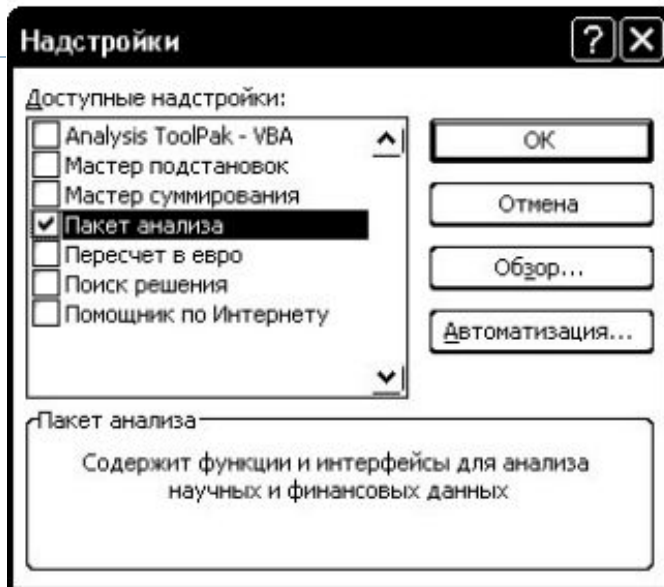 Надстройки
Доступные надстройки:
Analysis ToolPak - VBA
Мастер подстановок
Мастер суммирования
Пакет анализа
Пересчет в евро
Поиск решения
Помощник по Интернету
ОК
Отмена
Обзор...
Автоматизация...
Пакет анализа
Содержит функции и интерфейсы для анализа
научных и финансовых данных